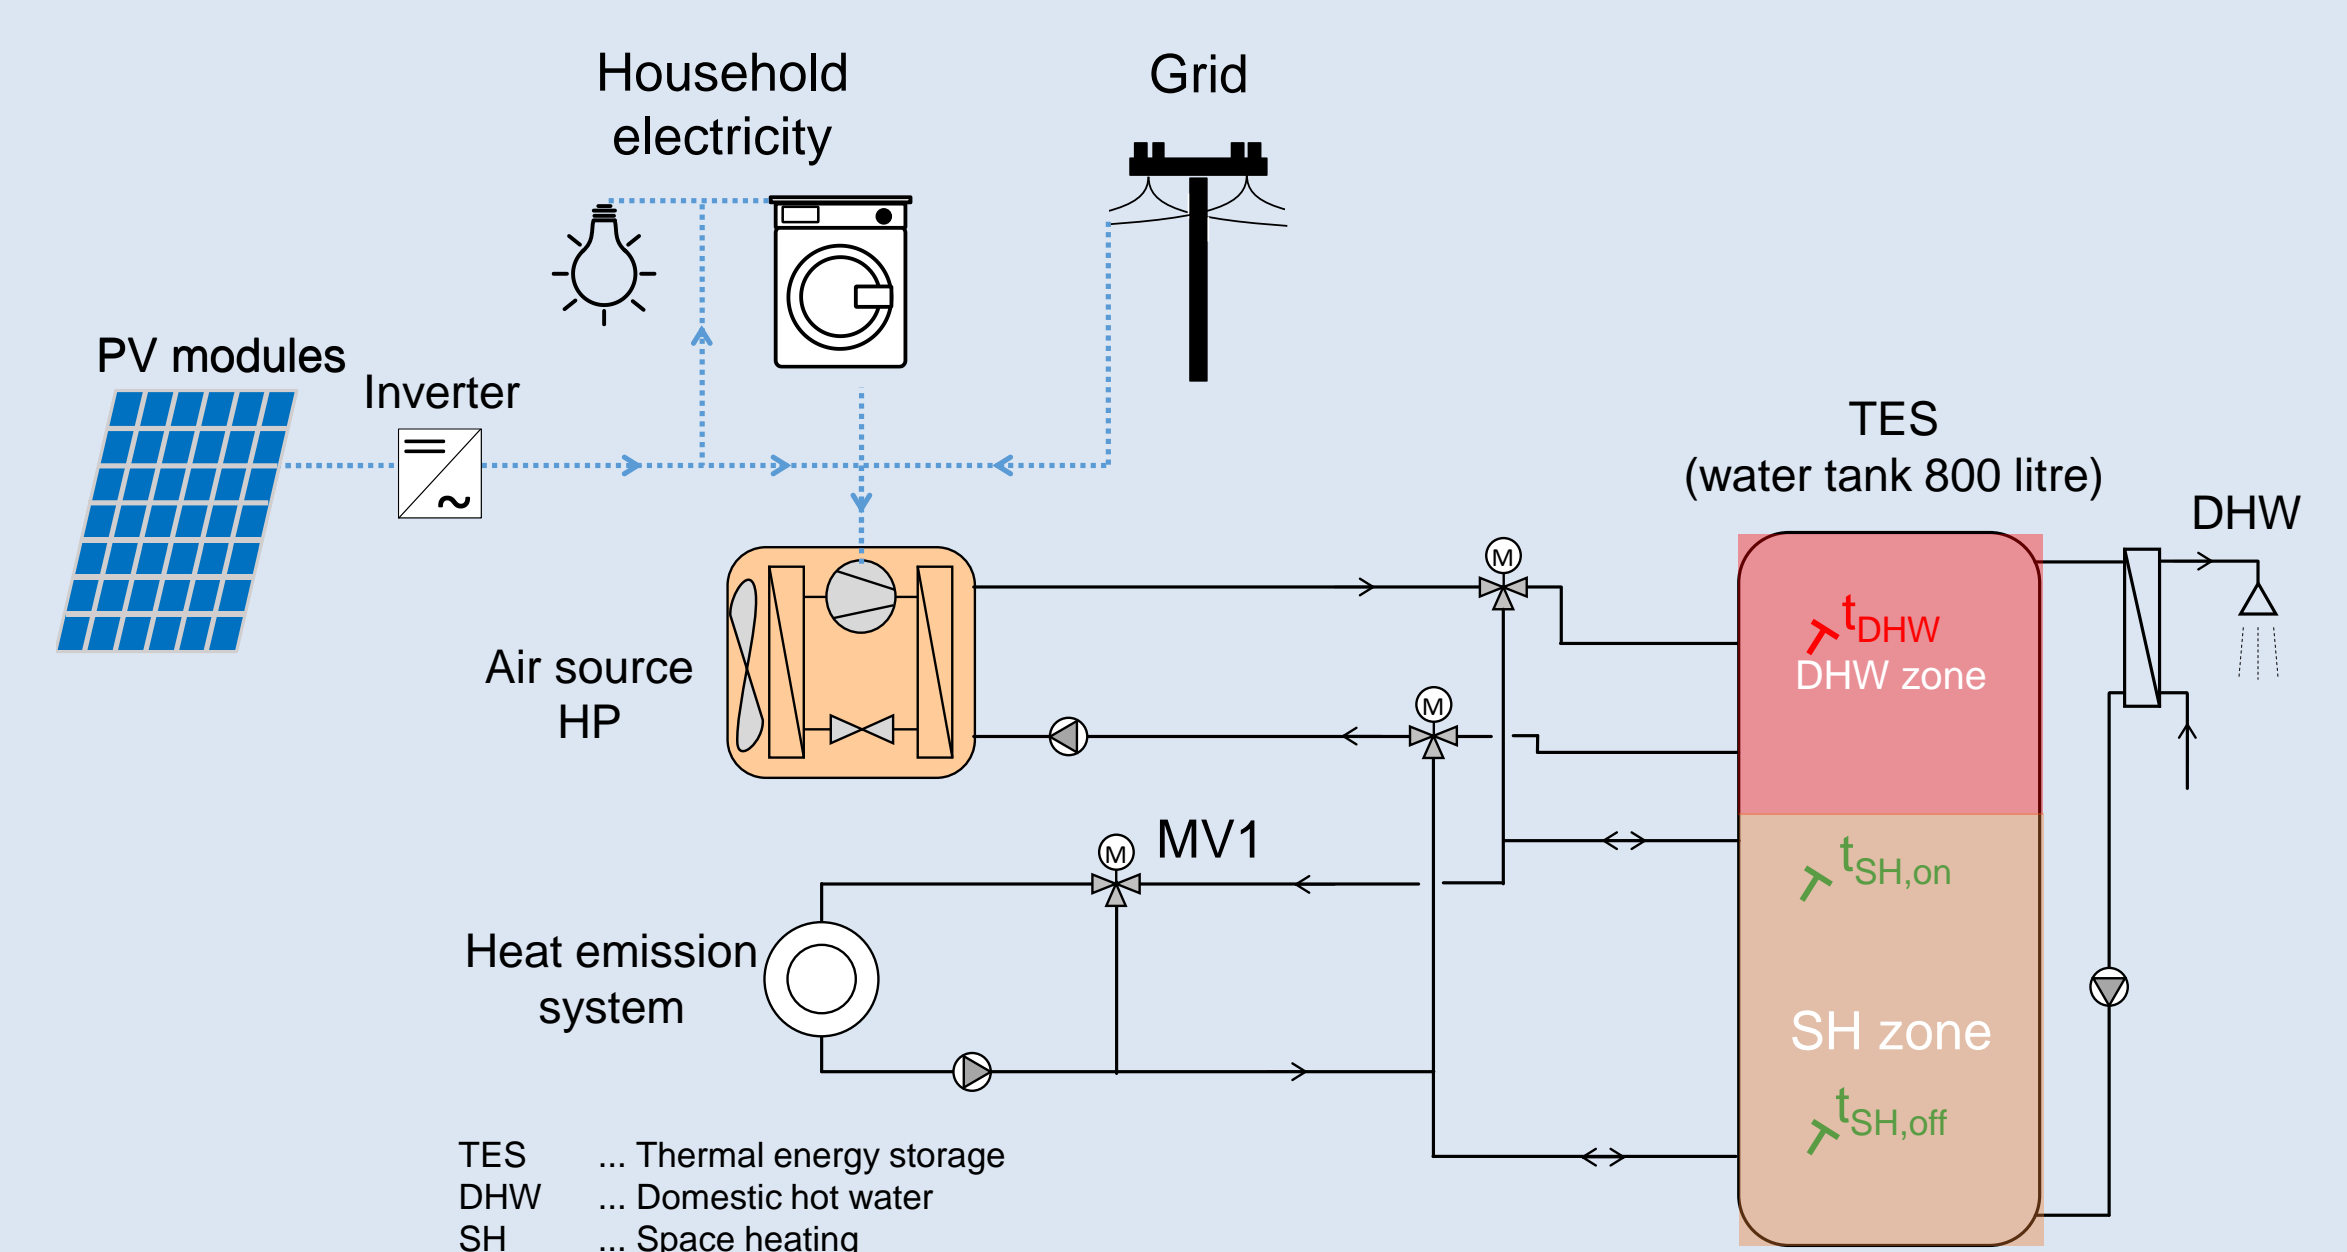 Household
electricity
Grid
PV modules
Inverter
TES
(water tank 800 litre)
DHW
M
tDHW
DHW zone
Air source
HP
M
MV1
M
tSH,on
Heat emission
system
SH zone
tSH,off
TES ... Thermal energy storage
DHW ... Domestic hot water
SH ... Space heating